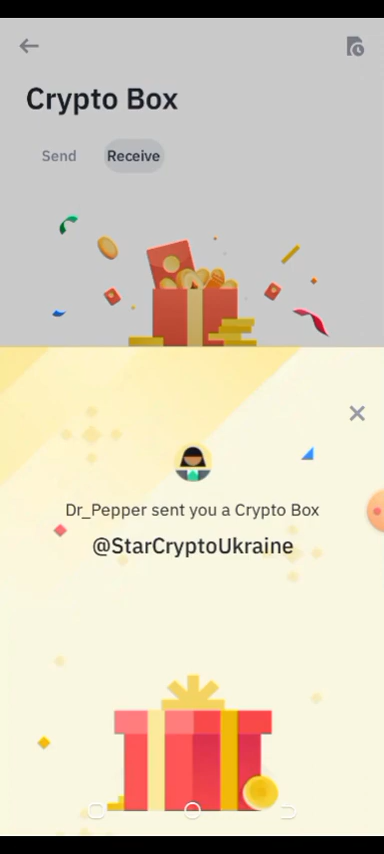 Crypto Box
Send
Receive
Dr_Pepper sent you a Crypto Box
@StarCryptoUkraine